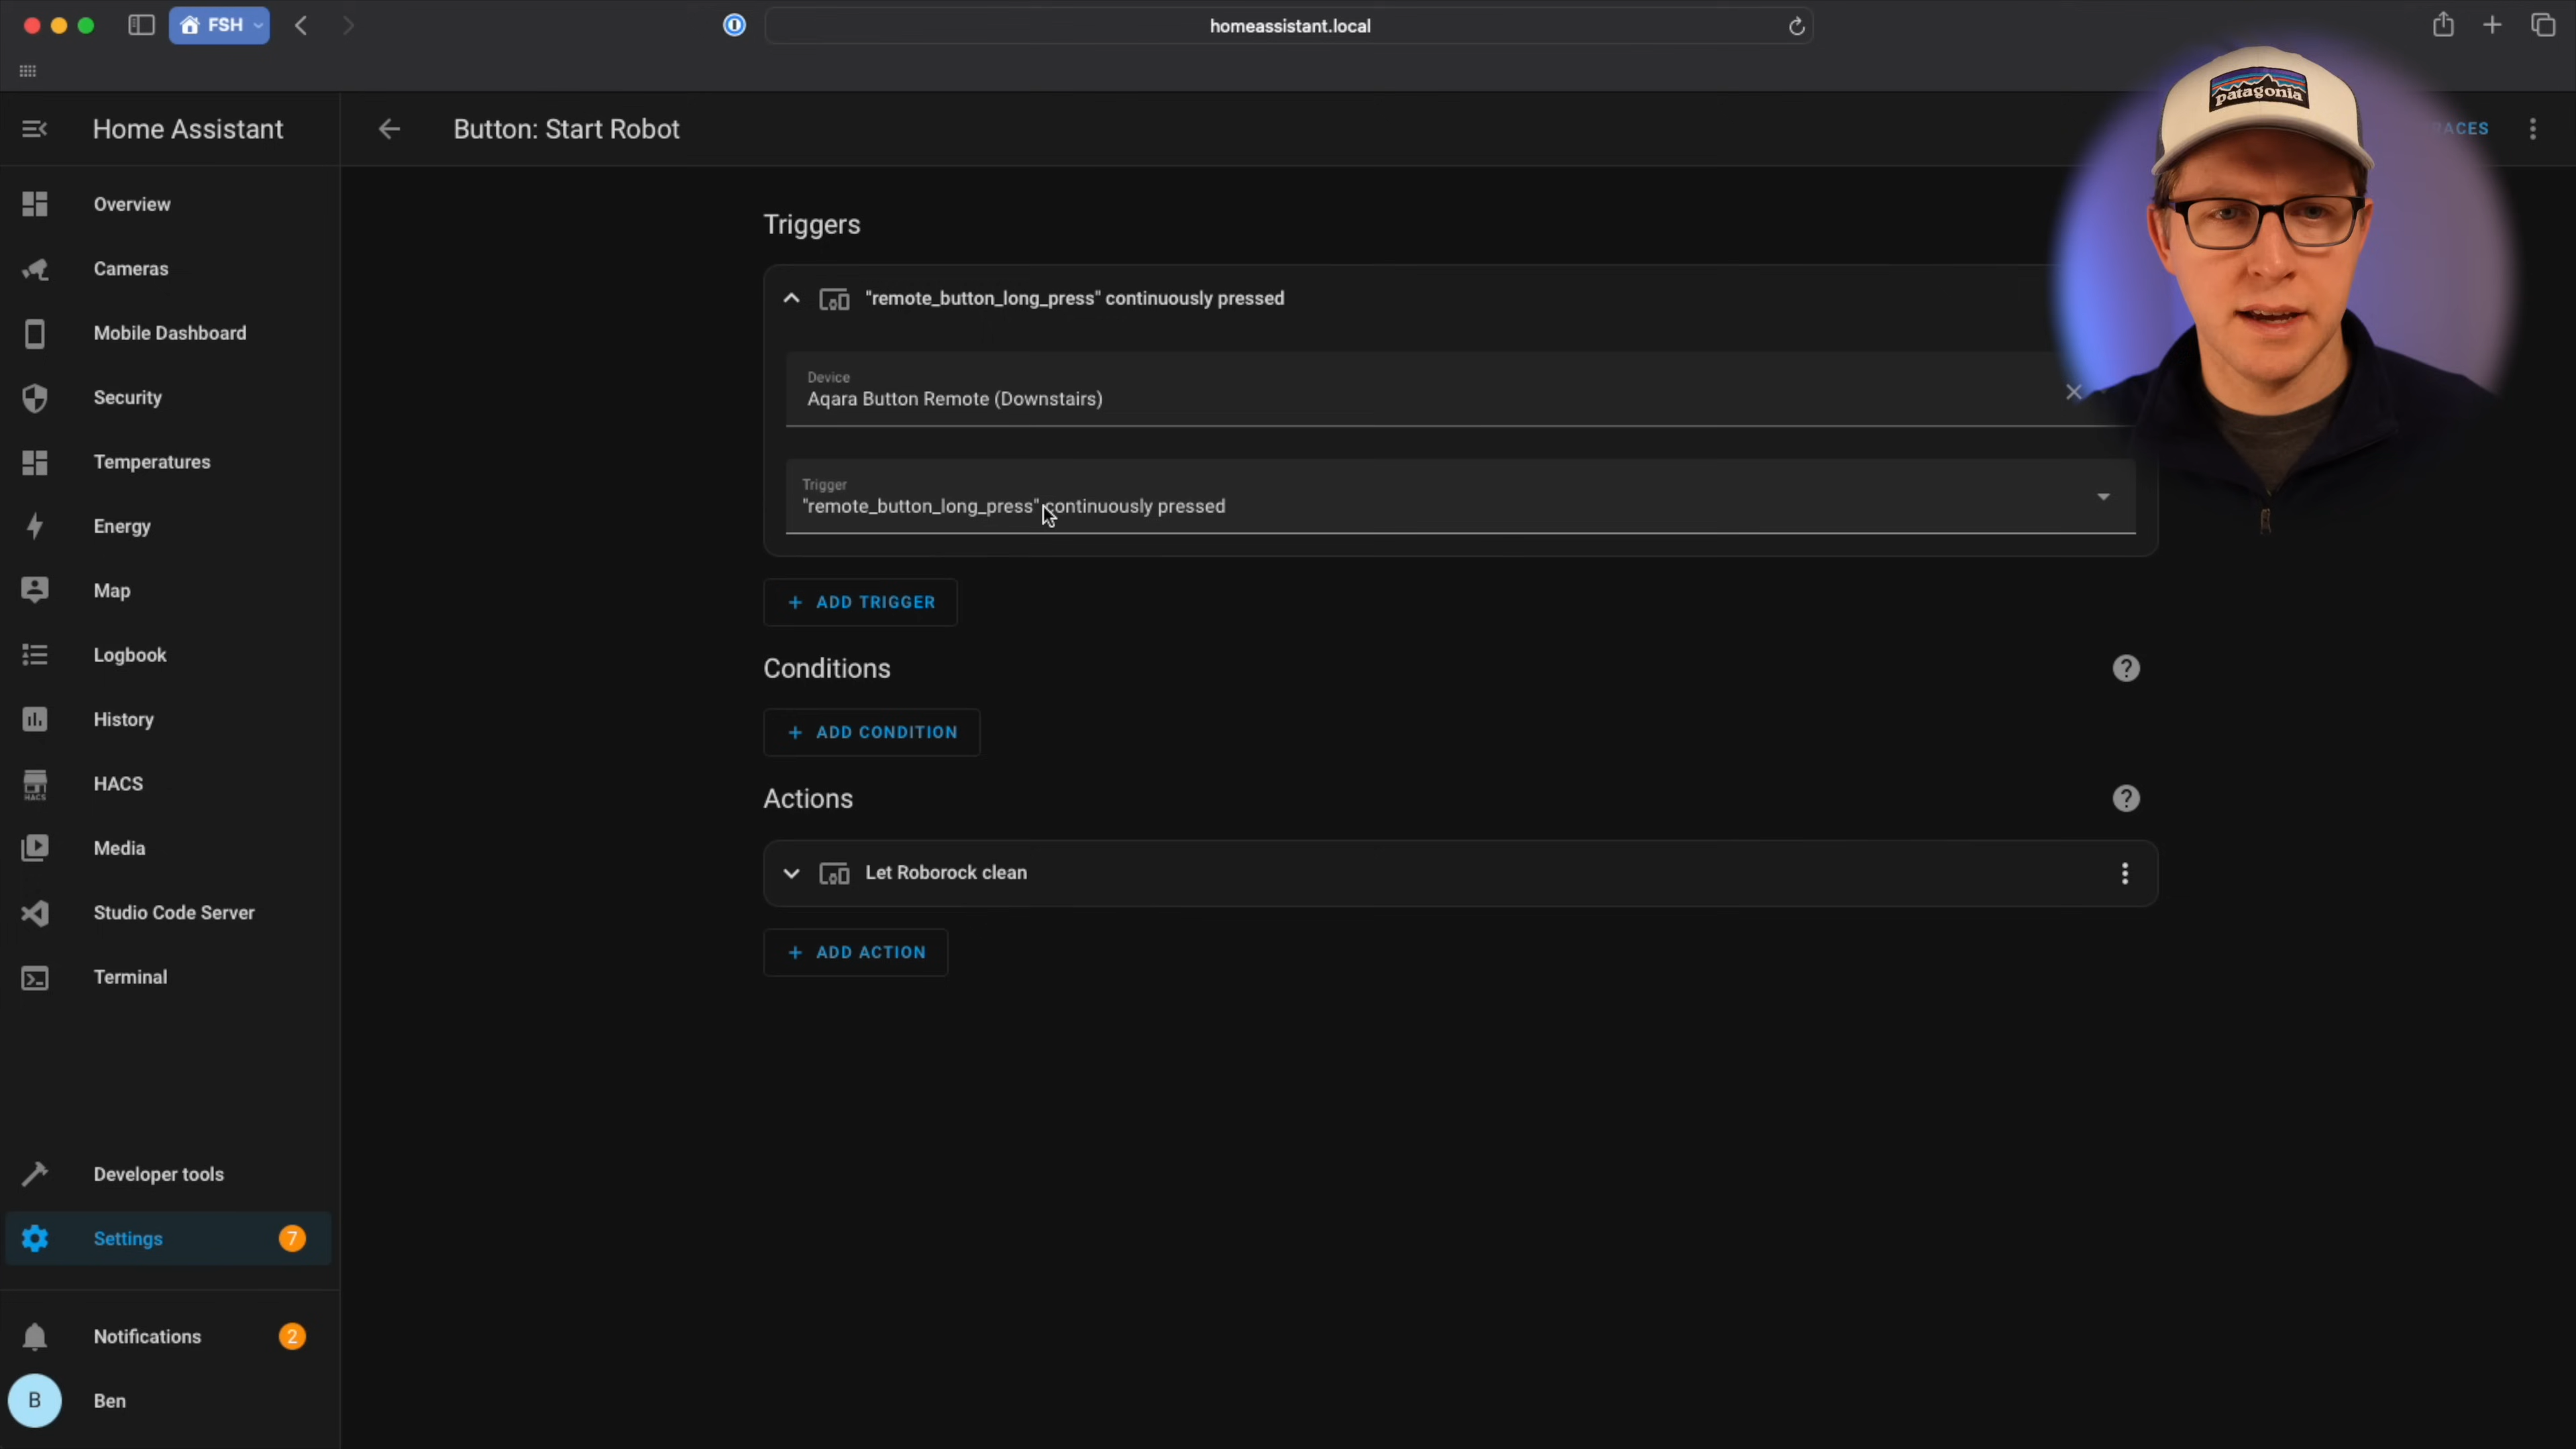 FSH
homeassistant.local
Home Assistant
Button: Start Robot
patagonia
Overview
Cameras
Mobile Dashboard
Security
Temperatures
Energy
Map
Logbook
History
HACS
HACS
Media
Studio Code Server
Terminal
Developer tools
Settings
7
Notifications
2
B
Ben
Triggers
"remote_button_long_press" continuously pressed
Device
Aqara Button Remote (Downstairs)
Trigger
"remote_button_long_press" continuously pressed
+ ADD TRIGGER
Conditions
+ ADD CONDITION
Actions
Let Roborock clean
+ ADD ACTION